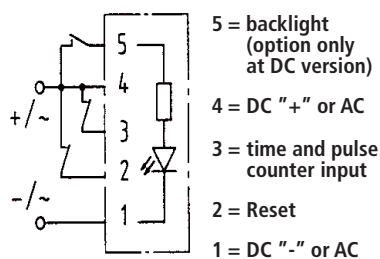 5
4
+/~
3
2
-/~
1
5 = backlight
(option only
at DC version)
4 = DC "+" or AC
3 = time and pulse
counter input
2 = Reset
1 = DC "-" or AC